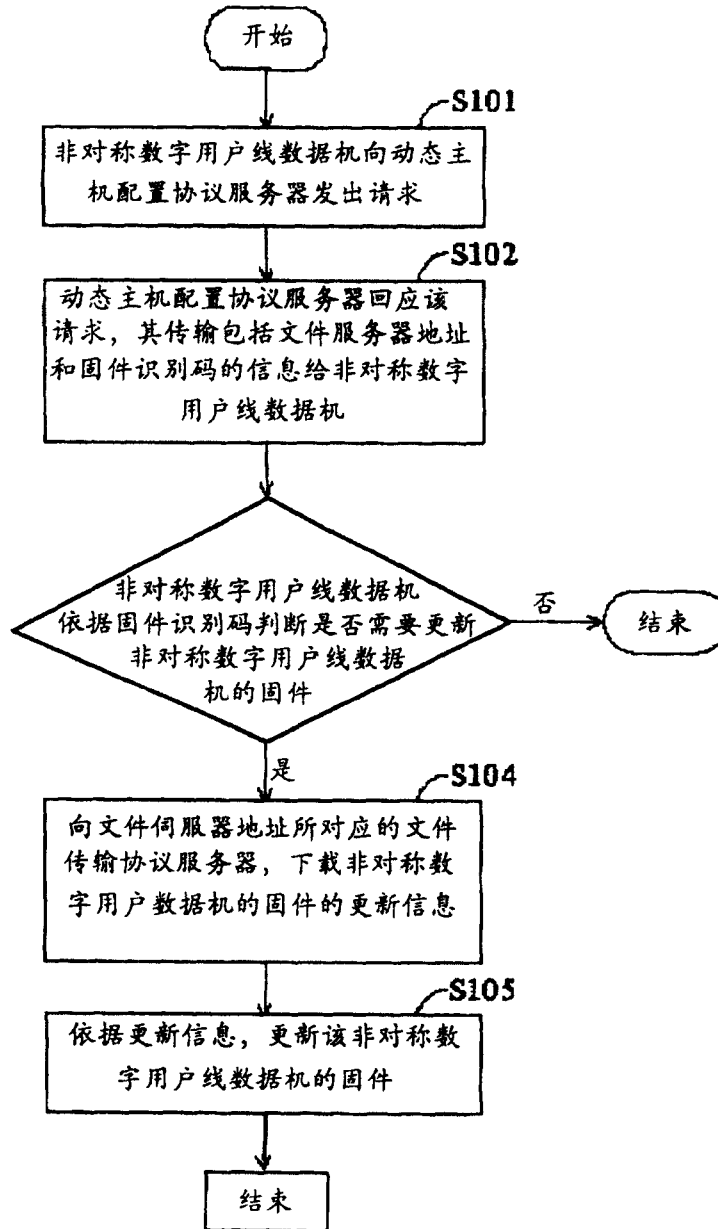 开始
S101
非对称数字用户线数据机向动态主
机配置协议服务器发出请求
S102
动态主机配置协议服务器回应该
请求，其传输包括文件服务器地址
和固件识别码的信息给非对称数字
用户线数据机
非对称数字用户线数据机
依据固件识别码判断是否需要更新
非对称数字用户线数据
机的固件
否
结束
是
S104
向文件伺服器地址所对应的文件
传输协议服务器，下载非对称数
字用户数据机的固件的更新信息
S105
依据更新信息，更新该非对称数
字用户线数据机的固件
结束